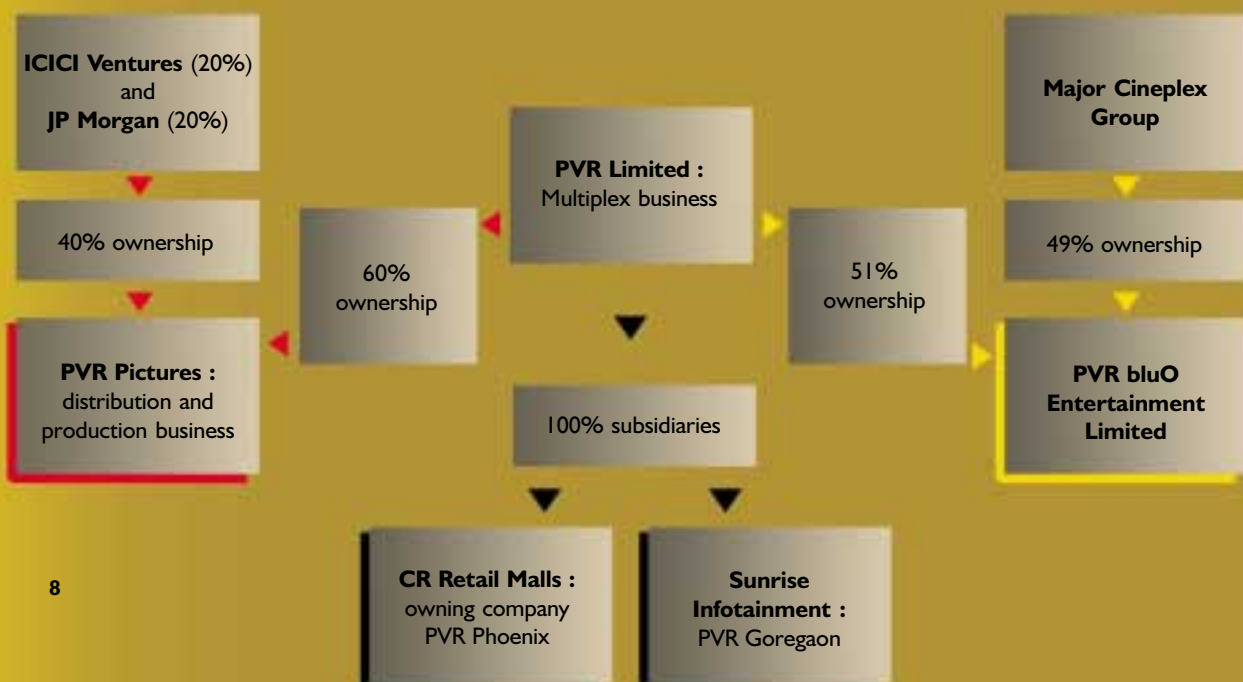 ICICI Ventures (20%)
and
JP Morgan (20%)
40% ownership
PVR Pictures :
distribution and
production business
60%
ownership
PVR Limited :
Multiplex business
100% subsidiaries
51%
ownership
Major Cineplex
Group
49% ownership
PVR bluO
Entertainment
Limited
CR Retail Malls :
owning company
PVR Phoenix
Sunrise
Infotainment :
PVR Goregaon
8